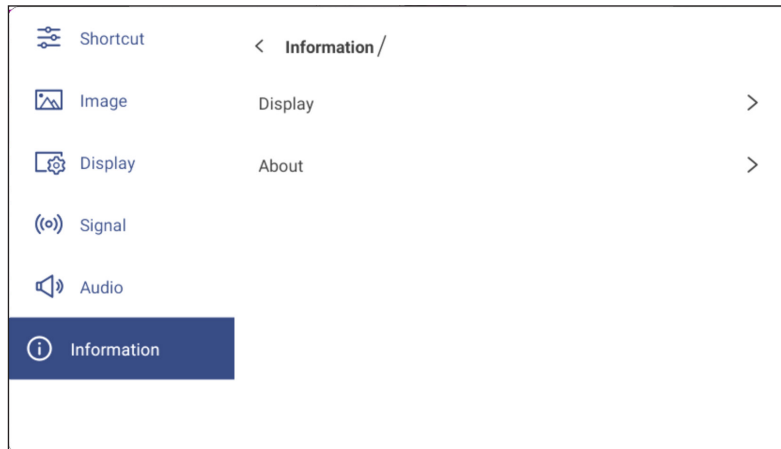 Shortcut
Image
Display
Signal
Audio
Information
< Information /
Display >
About >